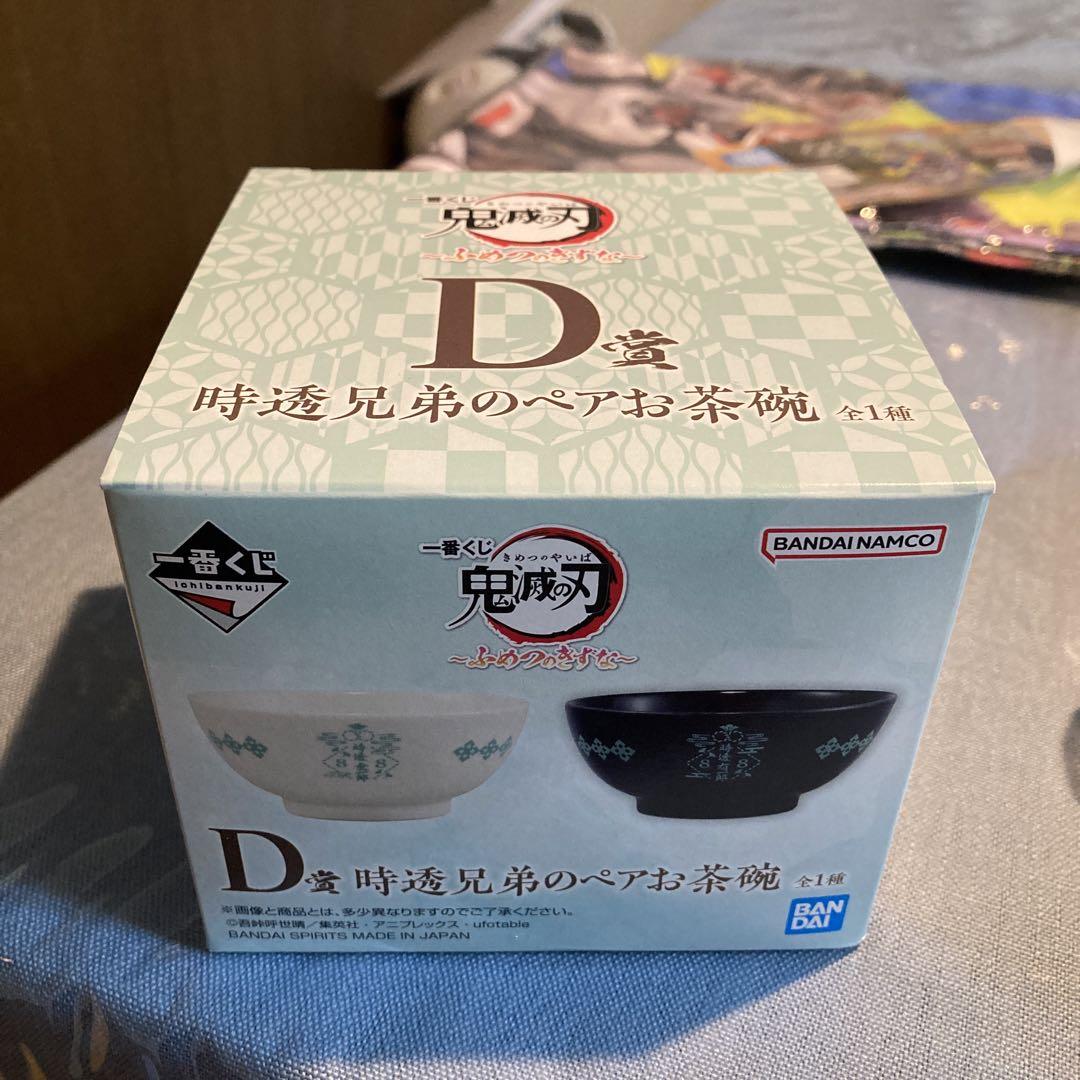 一番くじ
きめつのやいば
鬼滅の刃
～ふめつのきずな～
D賞
時透兄弟のペアお茶碗 全1種
一番くじ
ichibankuji
一番くじ
きめつのやいば
鬼滅の刃
～ふめつのきずな～
BANDAI NAMCO
D賞 時透兄弟のペアお茶碗 全1種
※画像と商品とは、多少異なりますのでご了承ください。
©吾峠呼世晴／集英社・アニプレックス・ufotable
BANDAI SPIRITS MADE IN JAPAN
BAN
DAI